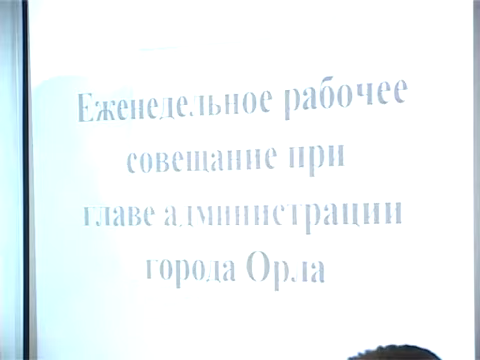 Еженедельное рабочее
совещание при
главе администрации
города Орла